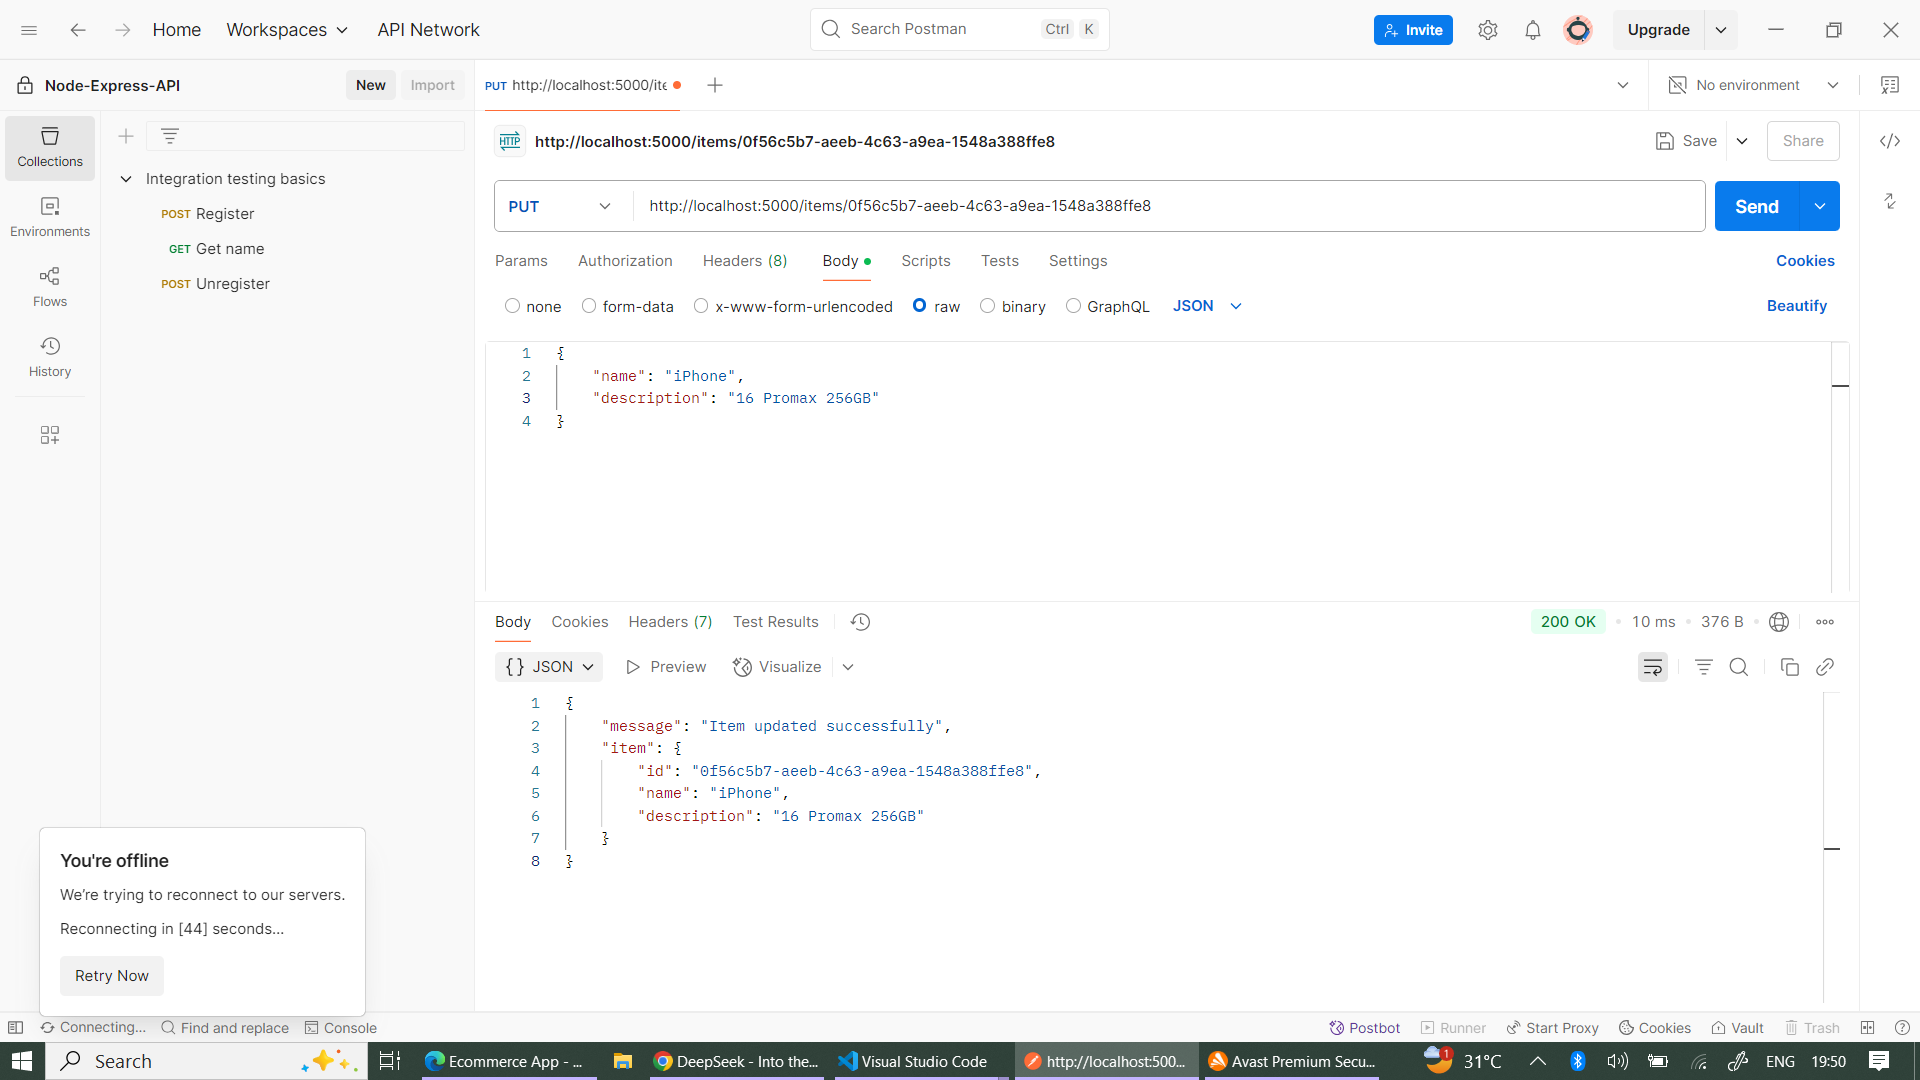 Home
Workspaces
API Network
Search Postman
Ctrl K
Invite
Upgrade
Node-Express-API
New
Import
PUT http://localhost:5000/ite
No environment
Collections
Environments
Flows
History
Integration testing basics
POST Register
GET Get name
POST Unregister
HTTP http://localhost:5000/items/0f56c5b7-aeeb-4c63-a9ea-1548a388ffe8
Save
Share
PUT http://localhost:5000/items/0f56c5b7-aeeb-4c63-a9ea-1548a388ffe8
Send
Params Authorization Headers (8) Body Scripts Tests Settings
Cookies
none form-data x-www-form-urlencoded raw binary GraphQL JSON
Beautify
1 {
2 "name": "iPhone",
3 "description": "16 Promax 256GB"
4 }
Body Cookies Headers (7) Test Results
200 OK • 10 ms • 376 B
{} JSON Preview Visualize
1 {
2 "message": "Item updated successfully",
3 "item": {
4 "id": "0f56c5b7-aeeb-4c63-a9ea-1548a388ffe8",
5 "name": "iPhone",
6 "description": "16 Promax 256GB"
7 }
8 }
You're offline
We're trying to reconnect to our servers.
Reconnecting in [44] seconds...
Retry Now
Connecting... Find and replace Console
Postbot Runner Start Proxy Cookies Vault Trash
Search
Ecommerce App - ...
DeepSeek - Into the...
Visual Studio Code
http://localhost:500...
Avast Premium Secu...
1
31°C
ENG
19:50